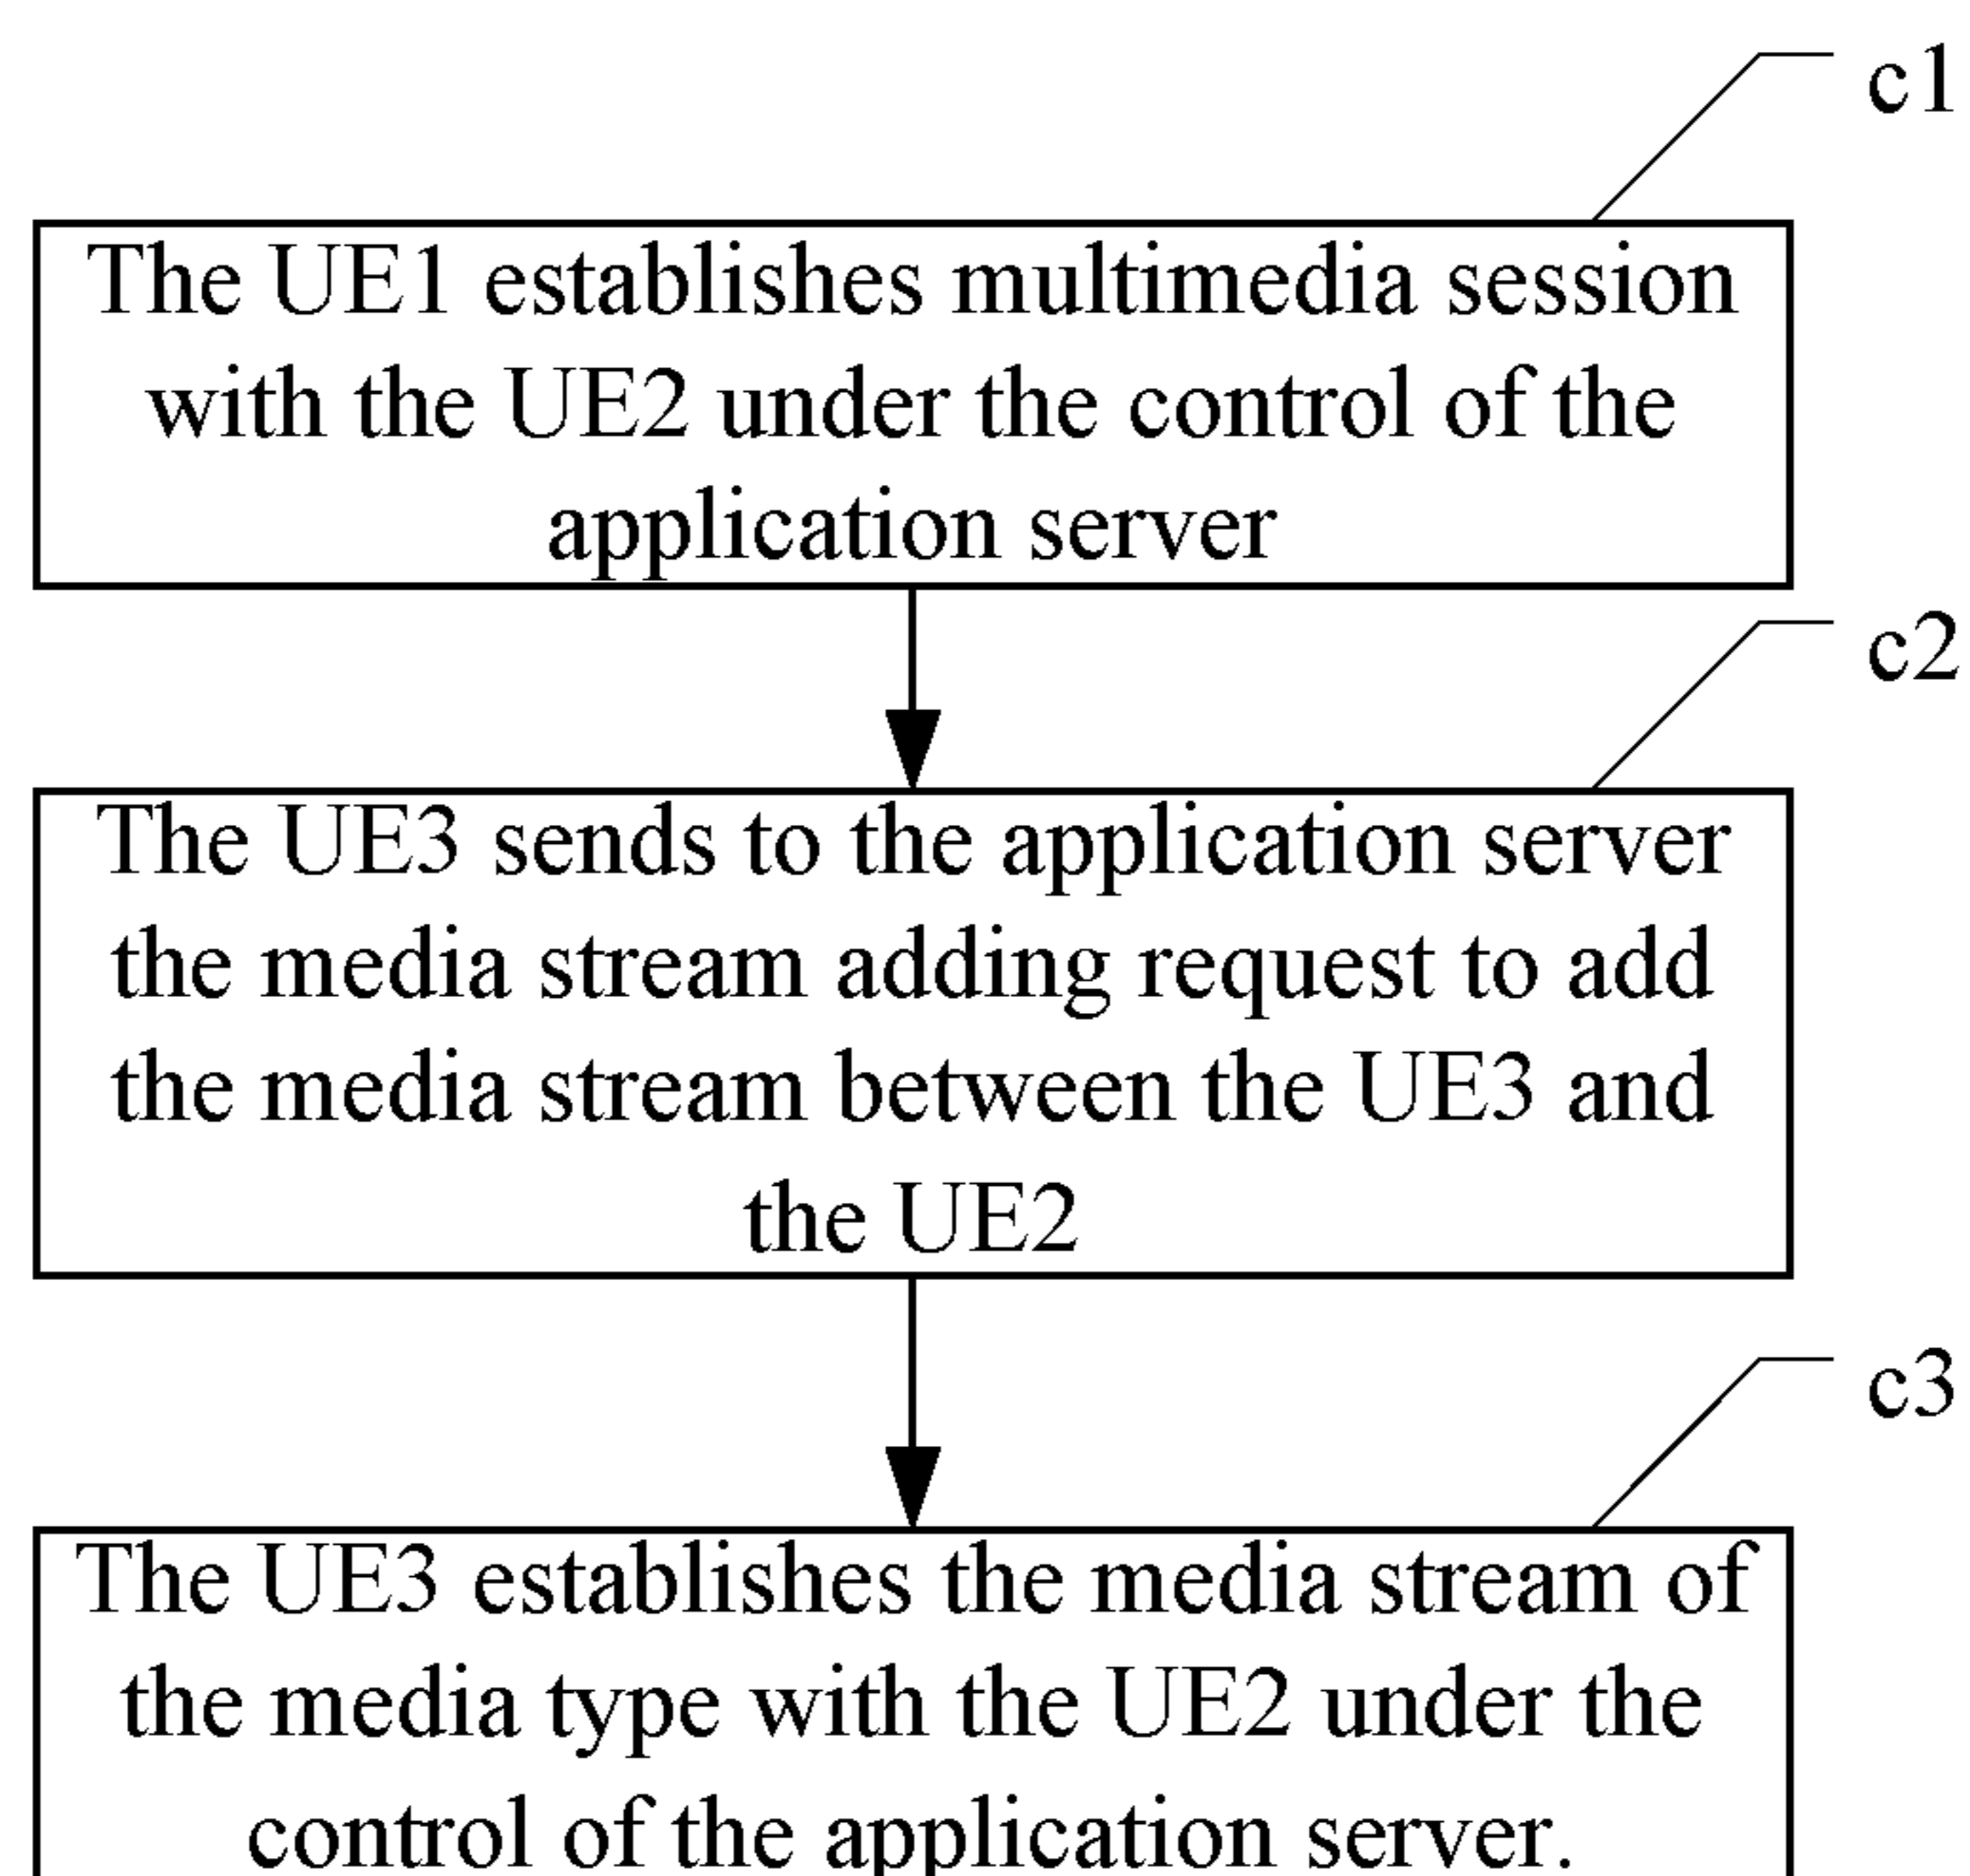 c1
The UE1 establishes multimedia session
with the UE2 under the control of the
application server
c2
The UE3 sends to the application server
the media stream adding request to add
the media stream between the UE3 and
the UE2
c3
The UE3 establishes the media stream of
the media type with the UE2 under the
control of the application server.